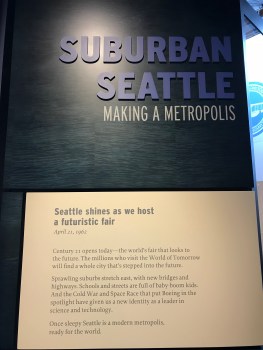 SUBURBAN
SEATTLE
MAKING A METROPOLIS
Seattle shines as we host
a futuristic fair
April 21, 1962
Century 21 opens today—the world's fair that looks to
the future. The millions who visit the World of Tomorrow
will find a whole city that's stepped into the future.
Sprawling suburbs stretch east, with new bridges and
highways. Schools and streets are full of baby-boom kids.
And the Cold War and Space Race that put Boeing in the
spotlight have given us a new identity as a leader in
science and technology.
Once sleepy Seattle is a modern metropolis,
ready for the world.